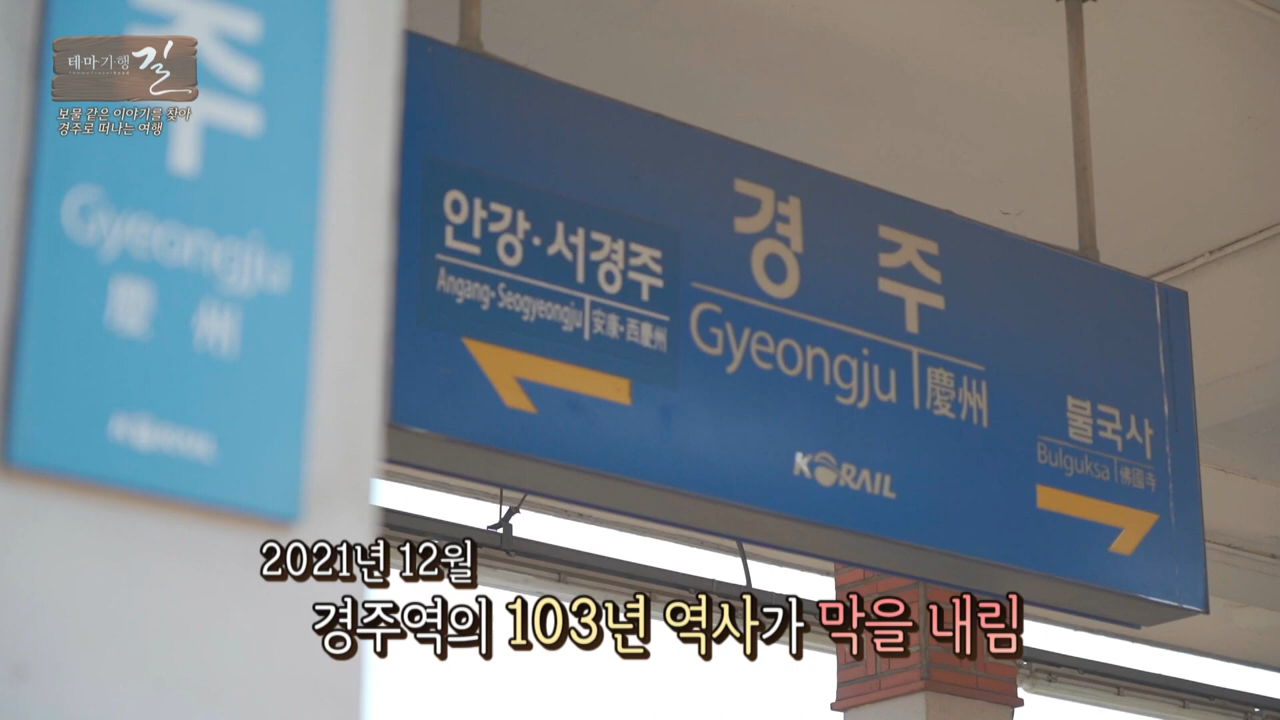 테·마·기·행 길
보물 같은 이야기를 찾아
경주로 떠나는 여행
주
Gyeongju
慶 州
KORAIL
안강·서경주
Angang·Seogyeongju 安康·西慶州
경 주
Gyeongju 慶州
불국사
Bulguksa 佛國寺
KORAIL
2021년 12월
경주역의 103년 역사가 막을 내림